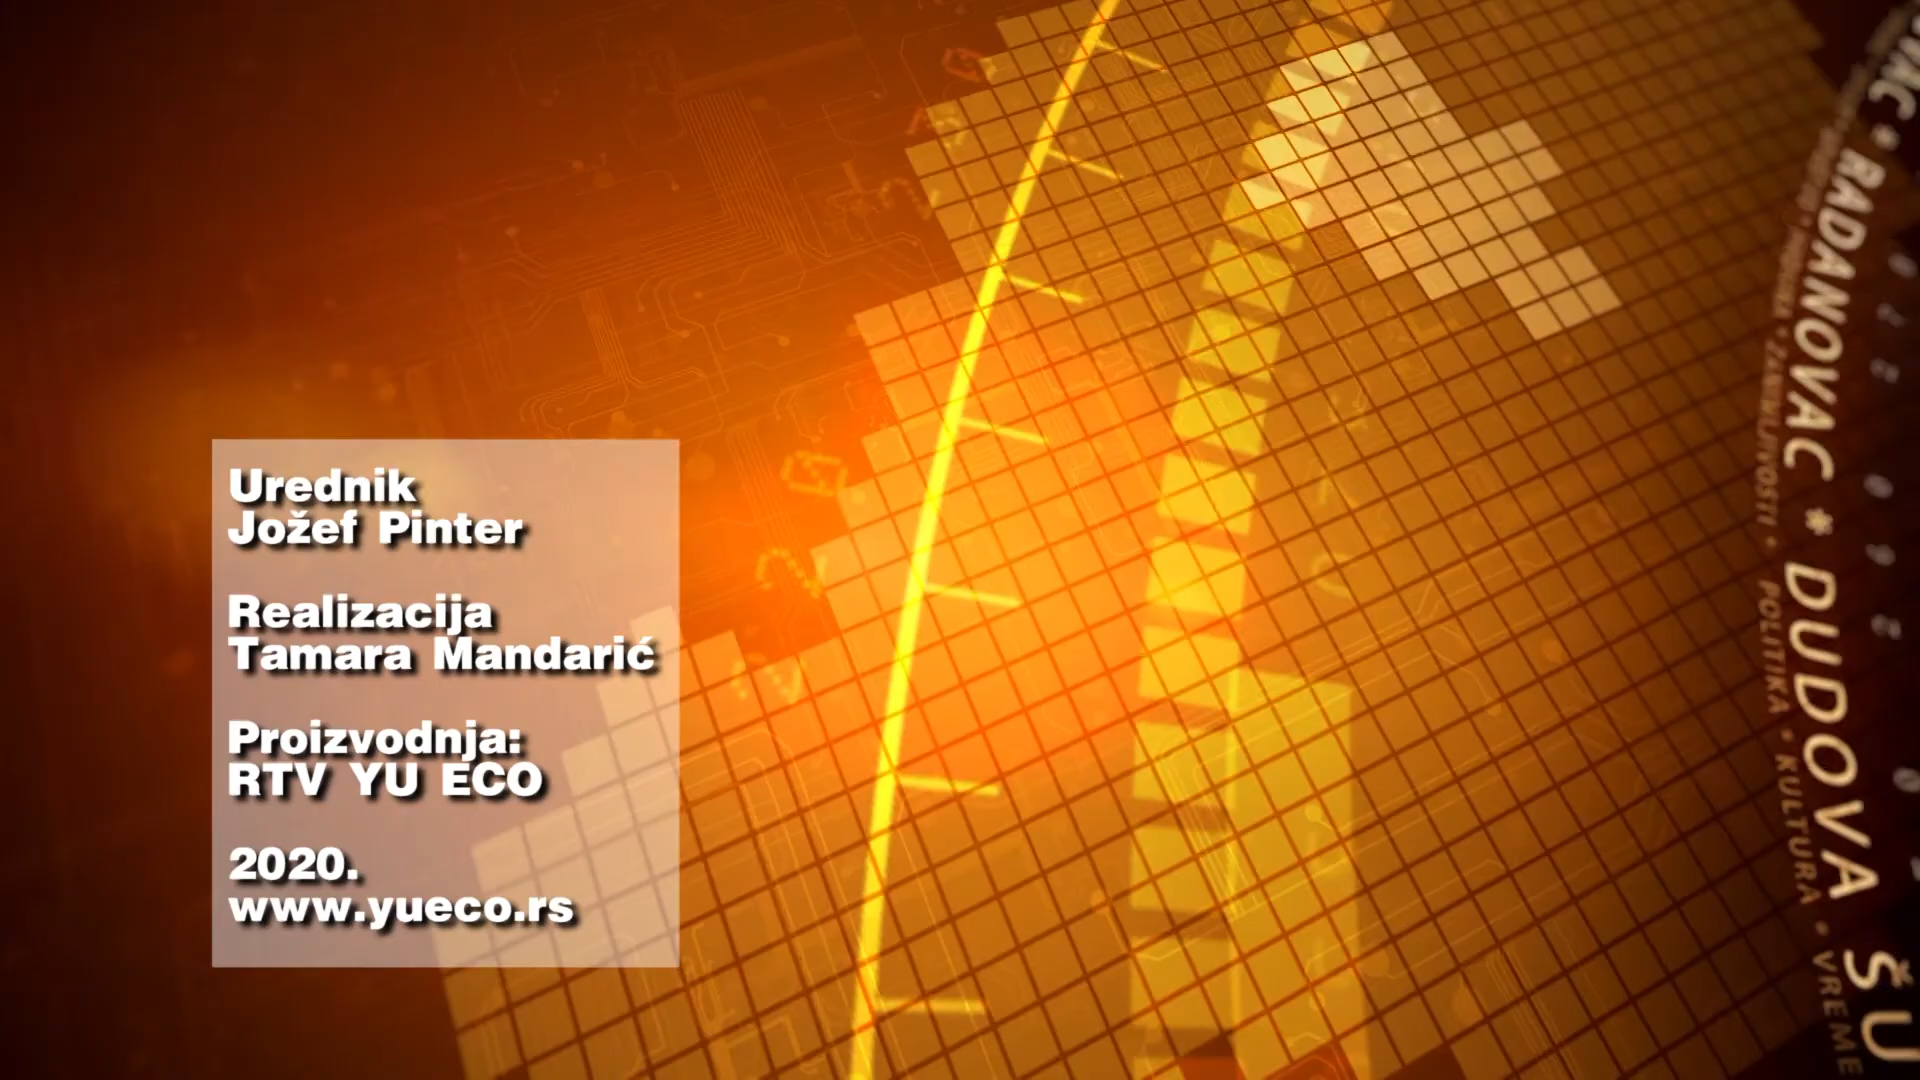 Urednik
Jožef Pinter
Realizacija
Tamara Mandarić
Proizvodnja:
RTV YU ECO
2020.
www.yueco.rs
RADANOVAC * DUDOVA ŠU
ZANIMLJIVOSTI • POLITIKA • KULTURA • VREME